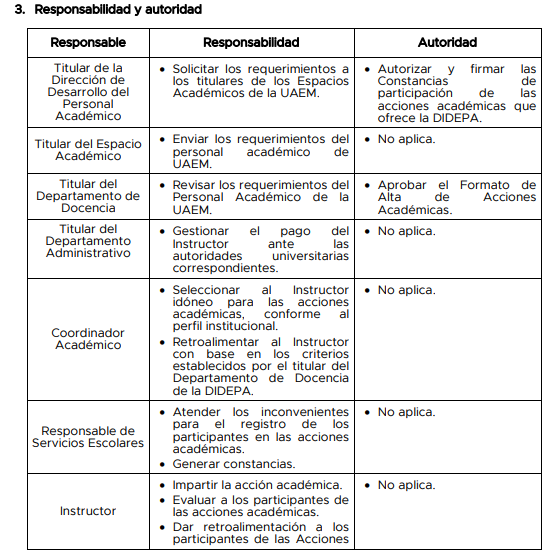 3. Responsabilidad y autoridad
Responsable
Responsabilidad
Autoridad
Titular de la
Dirección de
Desarrollo del
Personal
Académico
• Solicitar los requerimientos a
los titulares de los Espacios
Académicos de la UAEM.
• Autorizar y firmar las
Constancias de
participación de las
acciones académicas que
ofrece la DIDEPA.
Titular del Espacio
Académico
• Enviar los requerimientos del
personal académico de
UAEM.
• No aplica.
Titular del
Departamento de
Docencia
• Revisar los requerimientos del
Personal Académico de la
UAEM.
• Aprobar el Formato de
Alta de Acciones
Académicas.
Titular del
Departamento
Administrativo
• Gestionar el pago del
Instructor ante las
autoridades universitarias
correspondientes.
• No aplica.
Coordinador
Académico
• Seleccionar al Instructor
idóneo para las acciones
académicas, conforme al
perfil institucional.
• Retroalimentar al Instructor
con base en los criterios
establecidos por el titular del
Departamento de Docencia
de la DIDEPA.
• No aplica.
Responsable de
Servicios Escolares
• Atender los inconvenientes
para el registro de los
participantes en las acciones
académicas.
• Generar constancias.
• No aplica.
Instructor
• Impartir la acción académica.
• Evaluar a los participantes de
las acciones académicas.
• Dar retroalimentación a los
participantes de las Acciones
• No aplica.